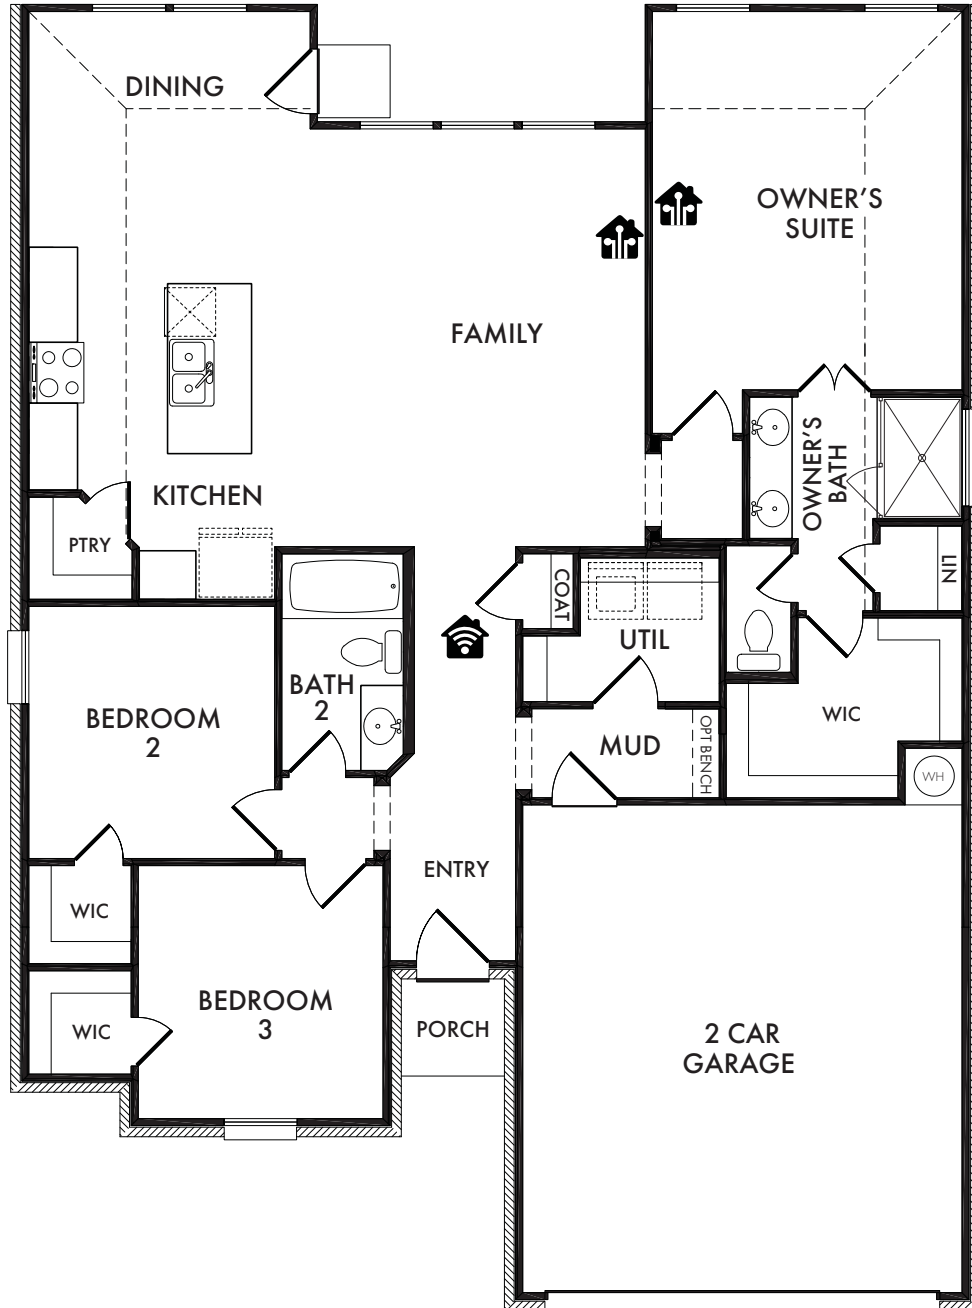 DINING
OWNER'S
SUITE
FAMILY
OWNER'S
BATH
KITCHEN
PTRY
COAT
LIN
UTIL
BATH
2
BEDROOM
2
WIC
MUD
OPT BENCH
WH
ENTRY
WIC
BEDROOM
3
WIC
PORCH
2 CAR
GARAGE